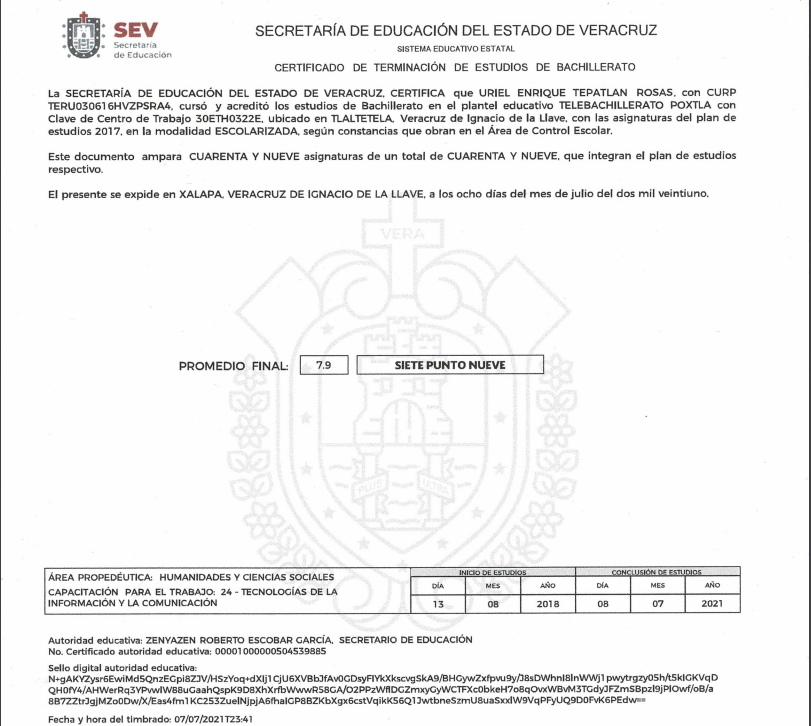 SEV
Secretaría
de Educación
SECRETARÍA DE EDUCACIÓN DEL ESTADO DE VERACRUZ
SISTEMA EDUCATIVO ESTATAL
CERTIFICADO DE TERMINACIÓN DE ESTUDIOS DE BACHILLERATO
La SECRETARÍA DE EDUCACIÓN DEL ESTADO DE VERACRUZ, CERTIFICA que URIEL ENRIQUE TEPATLAN ROSAS, con CURP
TERU030616HVZPSRA4, cursó y acreditó los estudios de Bachillerato en el plantel educativo TELEBACHILLERATO POXTLA con
Clave de Centro de Trabajo 30ETH0322E, ubicado en TLALTETELA, Veracruz de Ignacio de la Llave, con las asignaturas del plan de
estudios 2017, en la modalidad ESCOLARIZADA, según constancias que obran en el Área de Control Escolar.
Este documento ampara CUARENTA Y NUEVE asignaturas de un total de CUARENTA Y NUEVE, que integran el plan de estudios
respectivo.
El presente se expide en XALAPA, VERACRUZ DE IGNACIO DE LA LLAVE, a los ocho días del mes de julio del dos mil veintiuno.
VERA
PROMEDIO FINAL: 7.9 SIETE PUNTO NUEVE
PLUS ULTRA
ÁREA PROPEDÉUTICA: HUMANIDADES Y CIENCIAS SOCIALES
CAPACITACIÓN PARA EL TRABAJO: 24 - TECNOLOGÍAS DE LA
INFORMACIÓN Y LA COMUNICACIÓN
INICIO DE ESTUDIOS CONCLUSIÓN DE ESTUDIOS
DÍA MES AÑO DÍA MES AÑO
13 08 2018 08 07 2021
Autoridad educativa: ZENYAZEN ROBERTO ESCOBAR GARCÍA, SECRETARIO DE EDUCACIÓN
No. Certificado autoridad educativa: 00001000000504539885
Sello digital autoridad educativa:
N+gAKYZysr6EwiMd5QnzEGpi8ZJV/HSzYoq+dXIj1CjU6XVBbJfAv0GDsyFlYkXkscvgSkA9/BHGywZxfpvu9y/J8sDWhnI8lnWWj1pwytrgzy05h/t5kIGKVqD
QH0fY4/AHWerRq3YPvwlW88uGaahQspK9D8XhXrfbWwwR58GA/O2PPzWflDGZmxyGyWCTFXc0bkeH7o8qOvxWBvM3TGdyJFZmSBpzl9jPIOwf/oB/a
8B7ZZtrJgjMZo0Dw/X/Eas4fm1KC253ZuelNjpjA6fhalGP8BZKbXgx6cstVqikK56Q1JwtbneSzmU8uaSxxlW9VqPFyUQ9D0FvK6PEdw==
Fecha y hora del timbrado: 07/07/2021T23:41